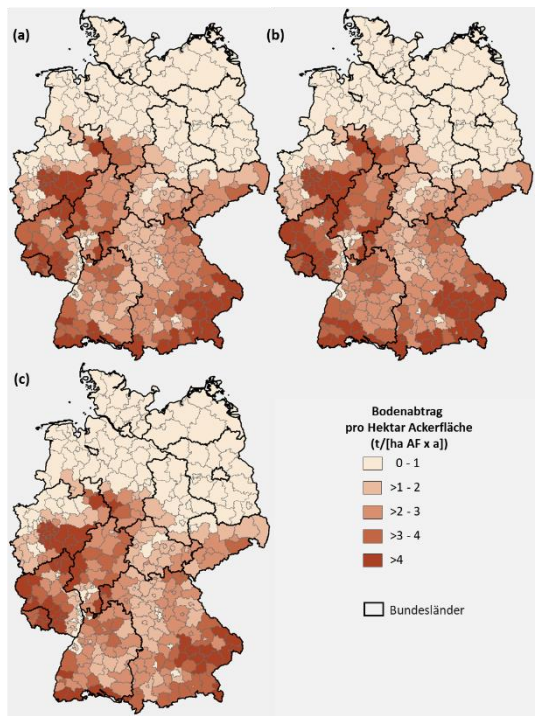 (a)
(b)
(c)
Bodenabtrag
pro Hektar Ackerfläche
(t/[ha AF x a])
0 - 1
>1 - 2
>2 - 3
>3 - 4
>4
Bundesländer